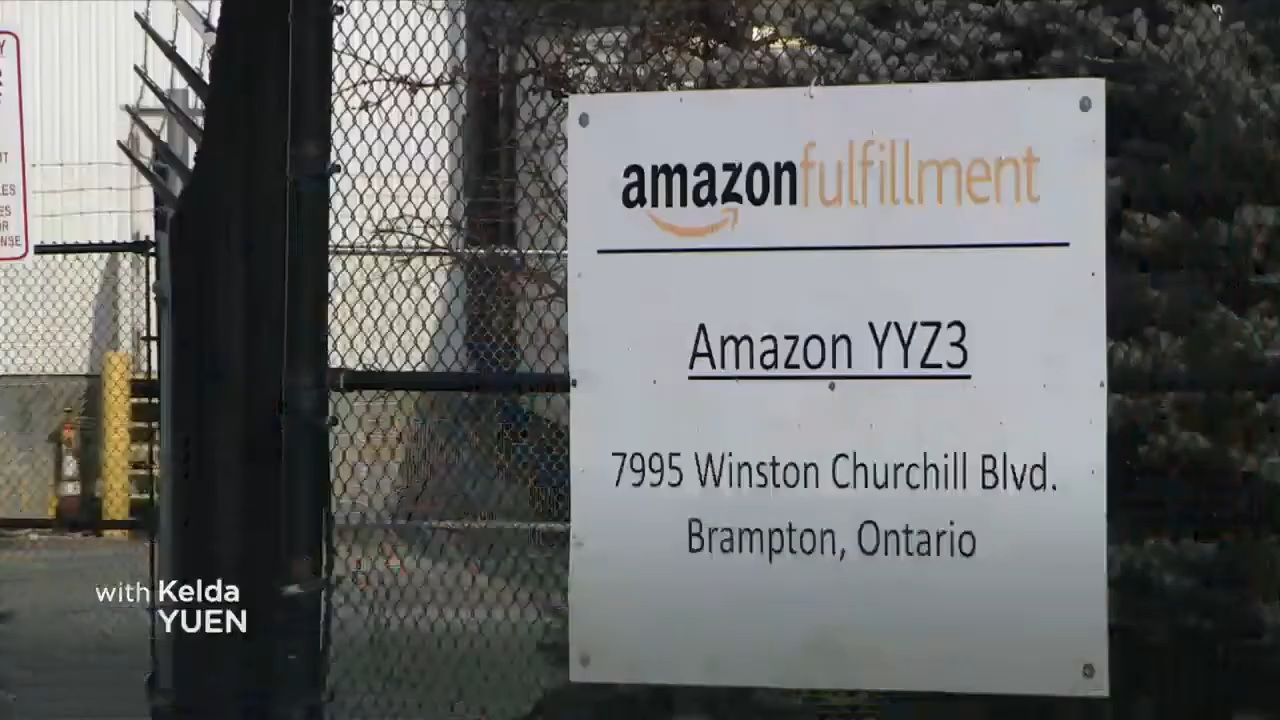 amazonfulfillment
Amazon YYZ3
7995 Winston Churchill Blvd.
Brampton, Ontario
with Kelda
YUEN